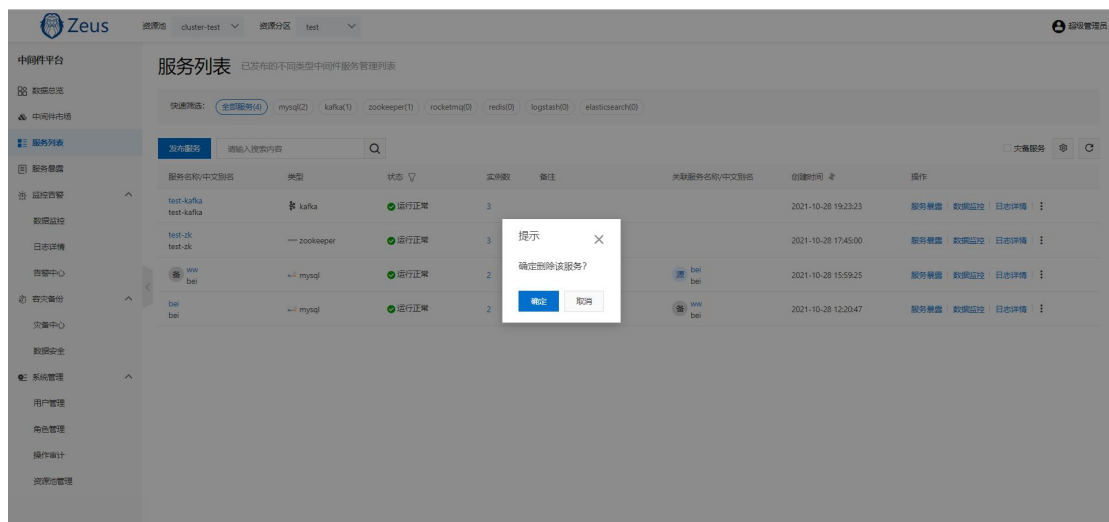 Zeus 资源池 cluster-test 资源分区 test 超级管理员
中间件平台
数据总览
中间件市场
服务列表
服务暴露
监控告警
数据监控
日志详情
告警中心
容灾备份
灾备中心
数据安全
系统管理
用户管理
角色管理
操作审计
资源池管理
服务列表 已发布的不同类型中间件服务管理列表
快速筛选: 全部服务(4) mysql(2) kafka(1) zookeeper(1) rocketmq(0) redis(0) logstash(0) elasticsearch(0)
发布服务 请输入搜索内容 灾备服务
服务名称/中文别名 类型 状态 实例数 备注 关联服务名称/中文别名 创建时间 操作
test-kafka
test-kafka
kafka 运行正常 3 2021-10-28 19:23:23 服务暴露 数据监控 日志详情
test-zk
test-zk
zookeeper 运行正常 3 2021-10-28 17:45:00 服务暴露 数据监控 日志详情
备 ww
bei
mysql 运行正常 2 源 bei
bei
2021-10-28 15:59:25 服务暴露 数据监控 日志详情
bei
bei
mysql 运行正常 2 备 ww
bei
2021-10-28 12:20:47 服务暴露 数据监控 日志详情
提示
确定删除该服务?
确定 取消